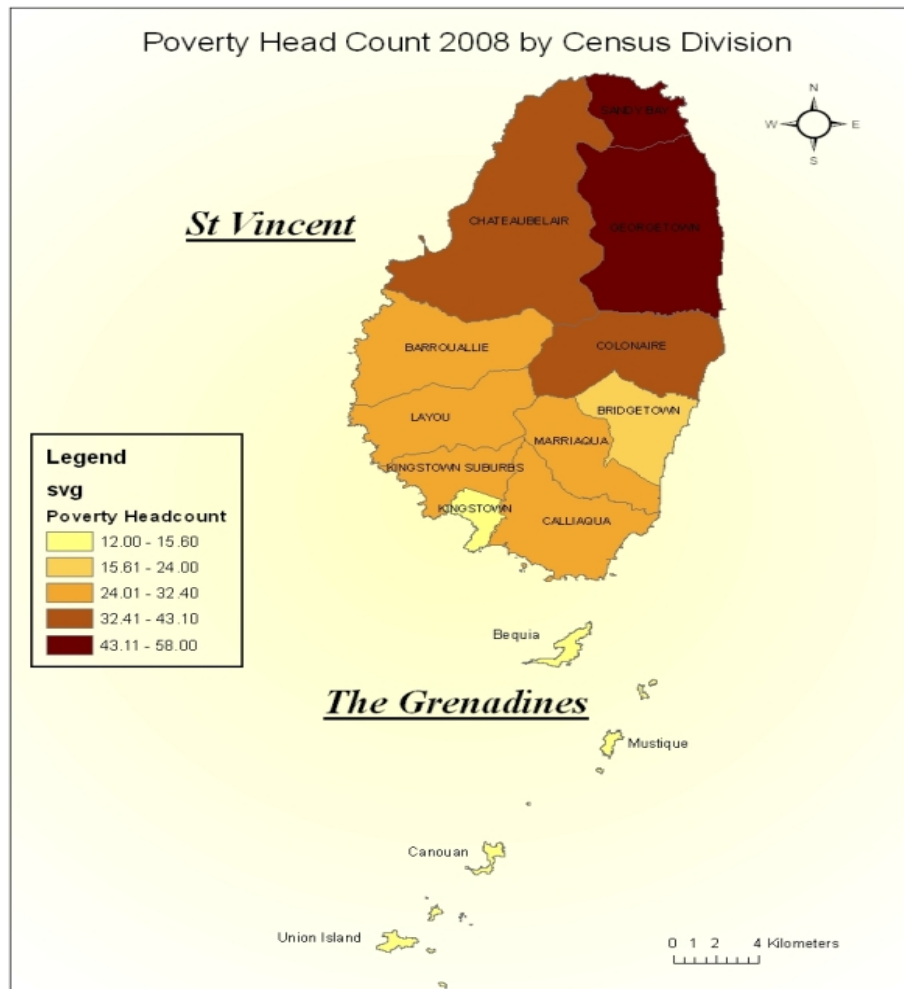 Poverty Head Count 2008 by Census Division
N
W E
S
SANDY BAY
St Vincent
CHATEAUBELAIR
GEORGETOWN
BARROUALLIE
COLONAIRE
LAYOU
BRIDGETOWN
MARRIAQUA
KINGSTOWN SUBURBS
KINGSTOWN
CALLIAQUA
Legend
svg
Poverty Headcount
12.00 - 15.60
15.61 - 24.00
24.01 - 32.40
32.41 - 43.10
43.11 - 58.00
Bequia
The Grenadines
Mustique
Canouan
Union Island
0 1 2 4 Kilometers